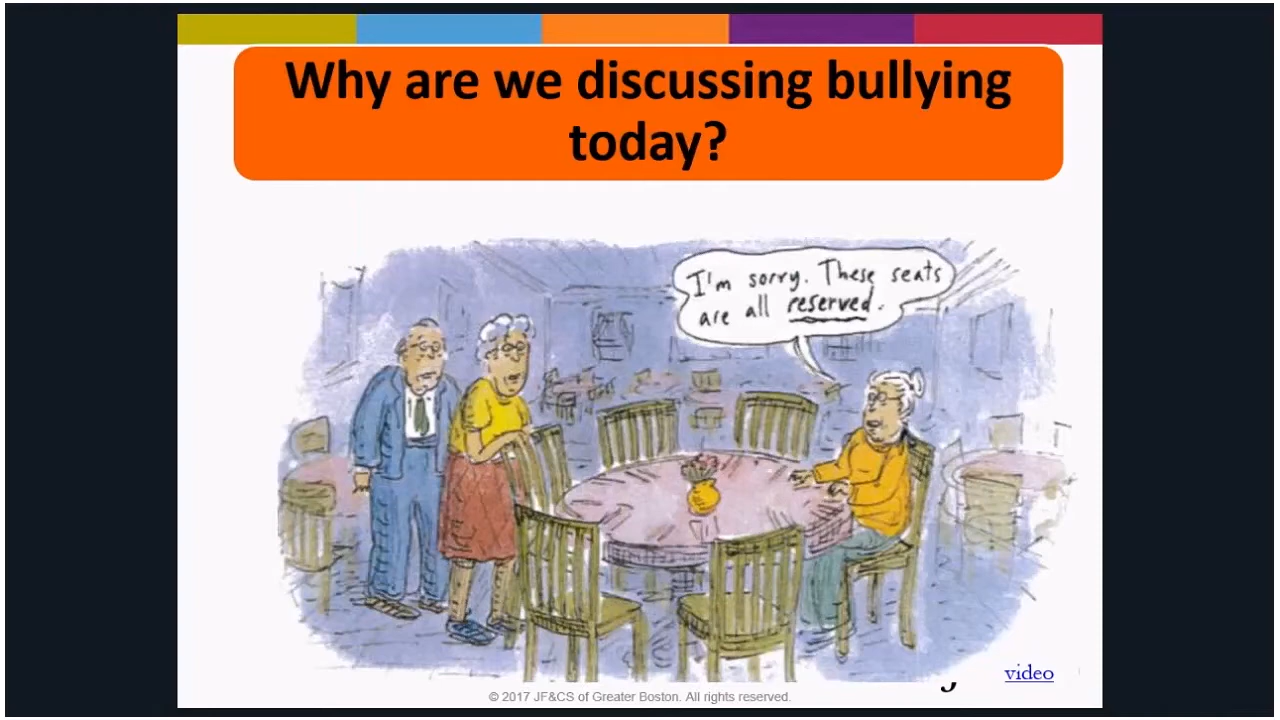 Why are we discussing bullying
today?
I'm sorry. These seats
are all reserved.
video
© 2017 JF&CS of Greater Boston. All rights reserved.